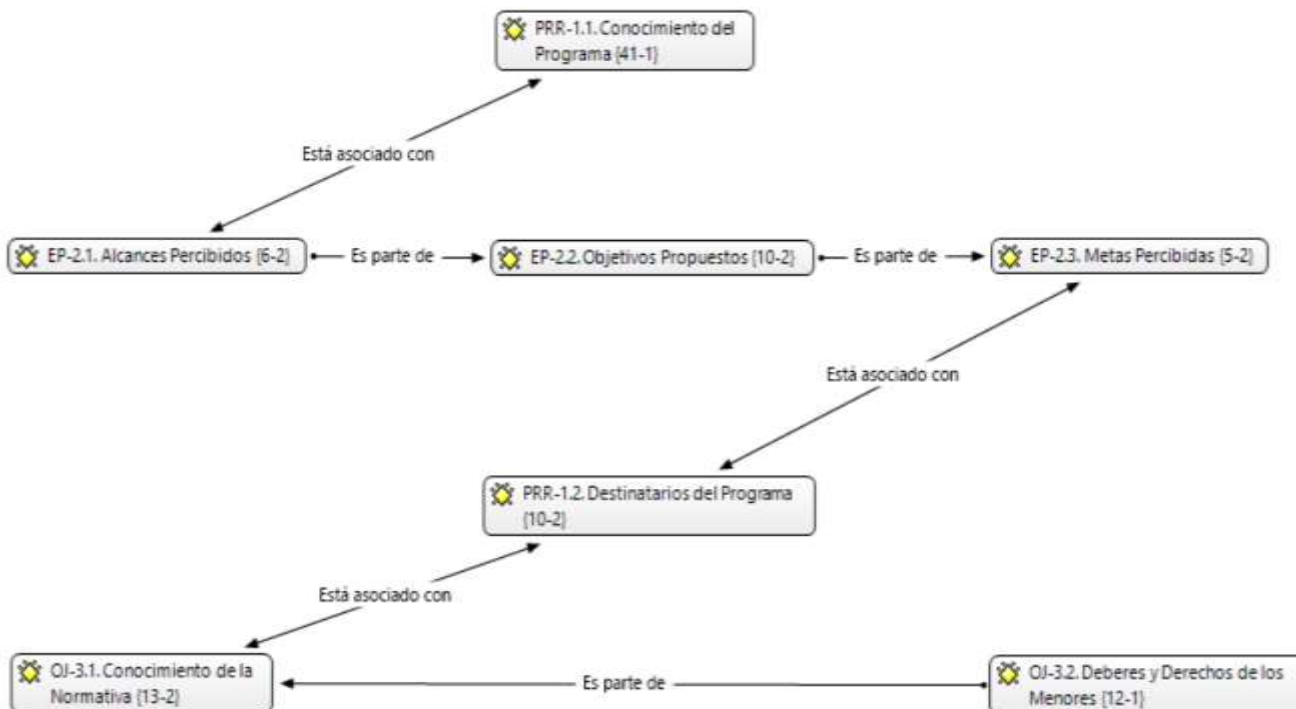 PRR-1.1. Conocimiento del
Programa {41-1}
Está asociado con
EP-2.1. Alcances Percibidos {6-2}
Es parte de
EP-2.2. Objetivos Propuestos {10-2}
Es parte de
EP-2.3. Metas Percibidas {5-2}
Está asociado con
PRR-1.2. Destinatarios del Programa
{10-2}
Está asociado con
OJ-3.1. Conocimiento de la
Normativa {13-2}
Es parte de
OJ-3.2. Deberes y Derechos de los
Menores {12-1}